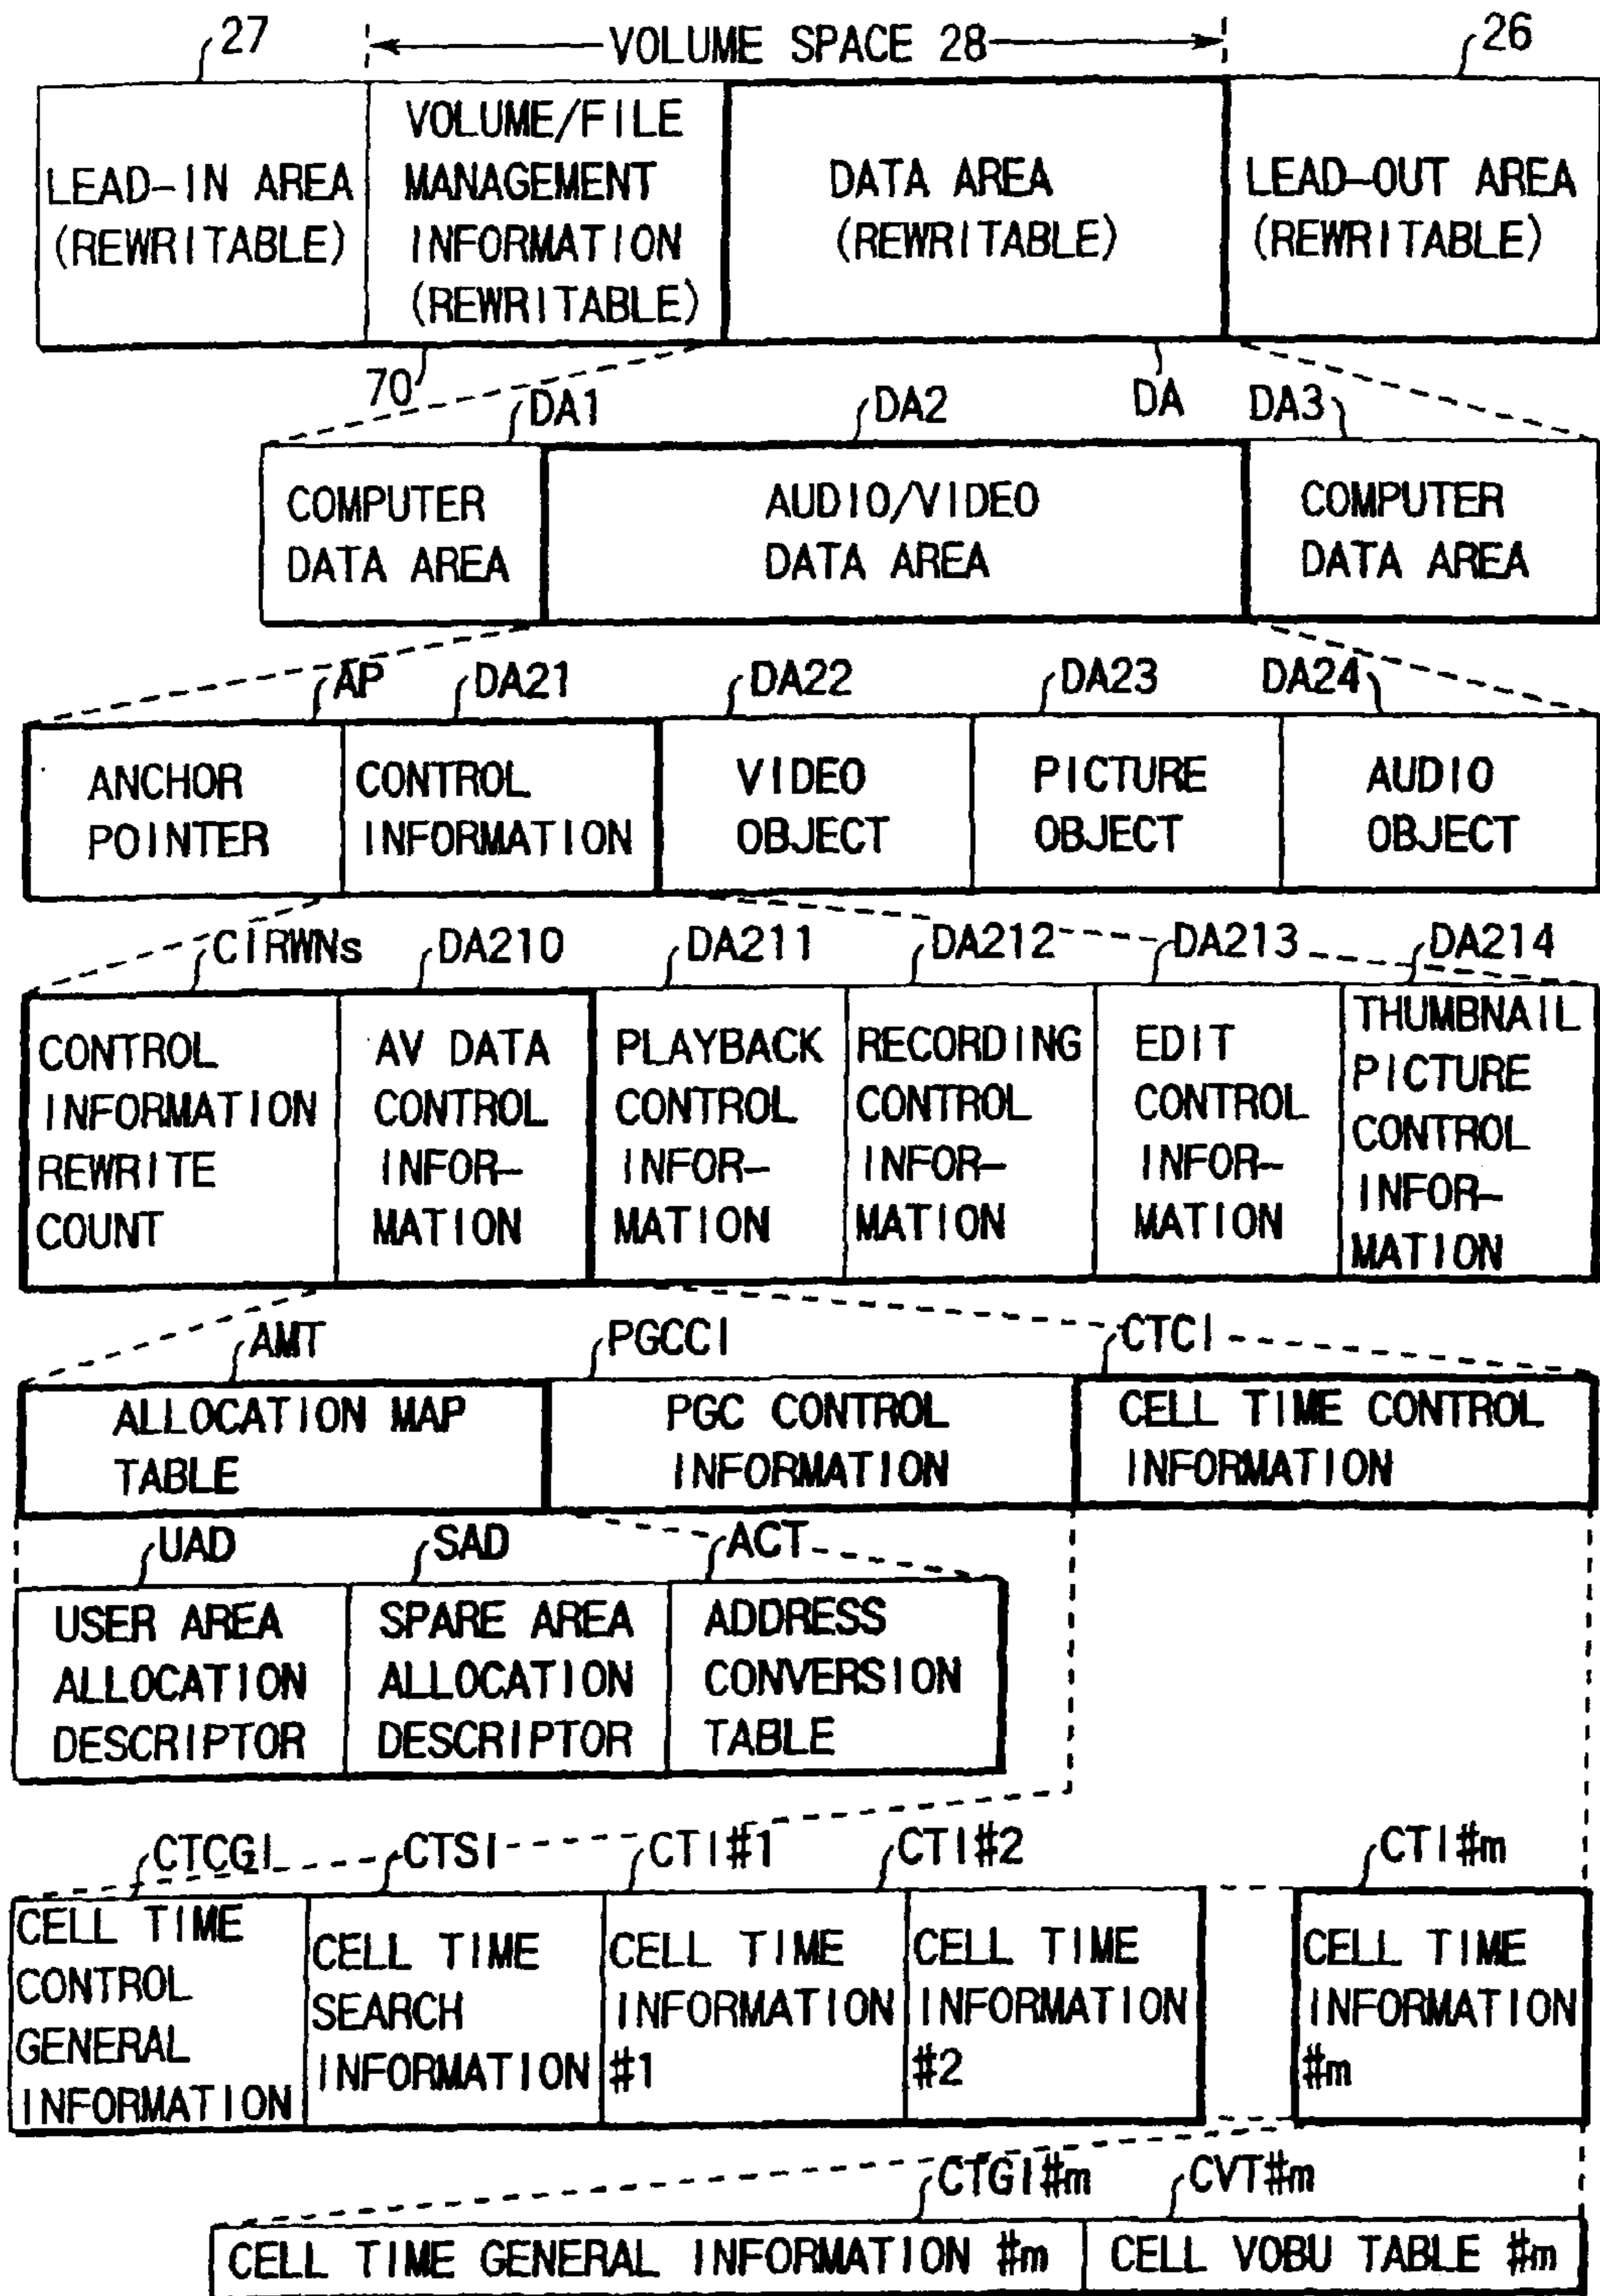 27
VOLUME SPACE 28
26
LEAD-IN AREA
(REWRITABLE)
VOLUME/FILE
MANAGEMENT
INFORMATION
(REWRITABLE)
DATA AREA
(REWRITABLE)
LEAD-OUT AREA
(REWRITABLE)
70
DA
DA1
DA2
DA3
COMPUTER
DATA AREA
AUDIO/VIDEO
DATA AREA
COMPUTER
DATA AREA
AP
DA21
DA22
DA23
DA24
ANCHOR
POINTER
CONTROL
INFORMATION
VIDEO
OBJECT
PICTURE
OBJECT
AUDIO
OBJECT
CIRWNs
DA210
DA211
DA212
DA213
DA214
CONTROL
INFORMATION
REWRITE
COUNT
AV DATA
CONTROL
INFOR-
MATION
PLAYBACK
CONTROL
INFOR-
MATION
RECORDING
CONTROL
INFOR-
MATION
EDIT
CONTROL
INFOR-
MATION
THUMBNAIL
PICTURE
CONTROL
INFOR-
MATION
AMT
PGCCI
CTCI
ALLOCATION MAP
TABLE
PGC CONTROL
INFORMATION
CELL TIME CONTROL
INFORMATION
UAD
SAD
ACT
USER AREA
ALLOCATION
DESCRIPTOR
SPARE AREA
ALLOCATION
DESCRIPTOR
ADDRESS
CONVERSION
TABLE
CTCGI
CTSI
CTI#1
CTI#2
CTI#m
CELL TIME
CONTROL
GENERAL
INFORMATION
CELL TIME
SEARCH
INFORMATION
CELL TIME
INFORMATION
#1
CELL TIME
INFORMATION
#2
CELL TIME
INFORMATION
#m
CTGI#m
CVT#m
CELL TIME GENERAL INFORMATION #m
CELL VOBU TABLE #m